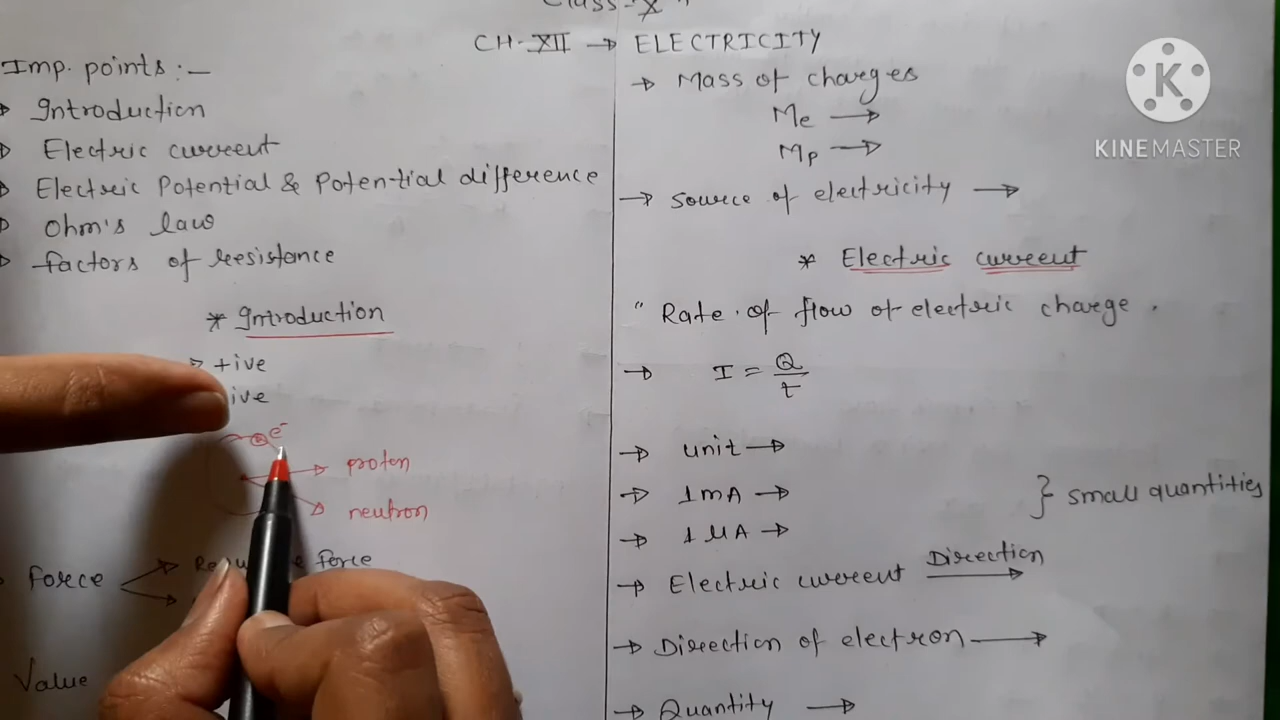 Class-X"
CH-XII → ELECTRICITY
Imp. points:-
→ Introduction
→ Electric current
→ Electric Potential & Potential difference
→ Ohm's law
→ factors of resistance
* Introduction
→ +ive
ive
e⁻
→ proton
→ neutron
Force
force
Value
→ Mass of charges
Me →
Mp →
→ source of electricity →
* Electric current
" Rate of flow of electric charge.
→ I = Q/t
→ unit →
→ 1mA →
→ 1μA →
} small quantities
→ Electric current Direction →
→ Direction of electron →
→ Quantity →
K
KINEMASTER